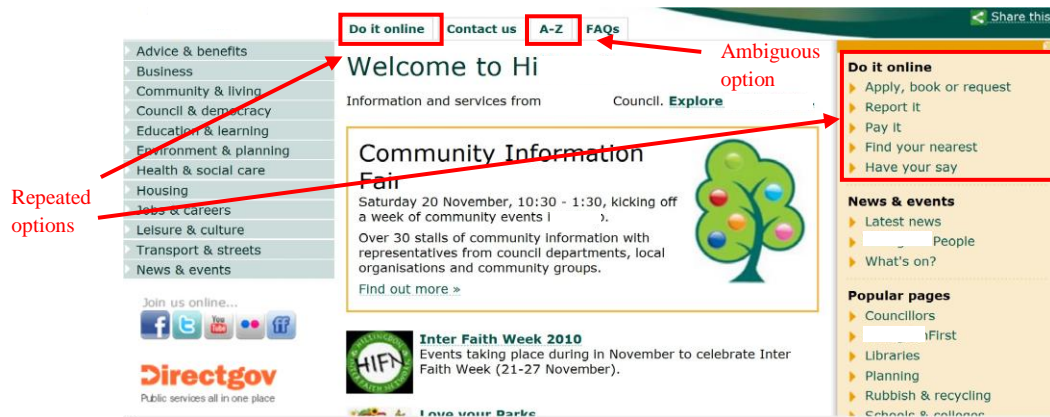 Share this
Do it online
Contact us
A-Z
FAQs
Ambiguous
option
Repeated
options
Advice & benefits
Business
Community & living
Council & democracy
Education & learning
Environment & planning
Health & social care
Housing
Jobs & careers
Leisure & culture
Transport & streets
News & events
Join us online...
You
Tube
Directgov
Public services all in one place
Welcome to Hi
Information and services from Council. Explore .
Community Information
Fair
Saturday 20 November, 10:30 - 1:30, kicking off
a week of community events i .
Over 30 stalls of community information with
representatives from council departments, local
organisations and community groups.
Find out more »
HIFN
Inter Faith Week 2010
Events taking place during in November to celebrate Inter
Faith Week (21-27 November).
Love your Parks
Do it online
Apply, book or request
Report it
Pay it
Find your nearest
Have your say
News & events
Latest news
People
What's on?
Popular pages
Councillors
First
Libraries
Planning
Rubbish & recycling
Schools & colleges